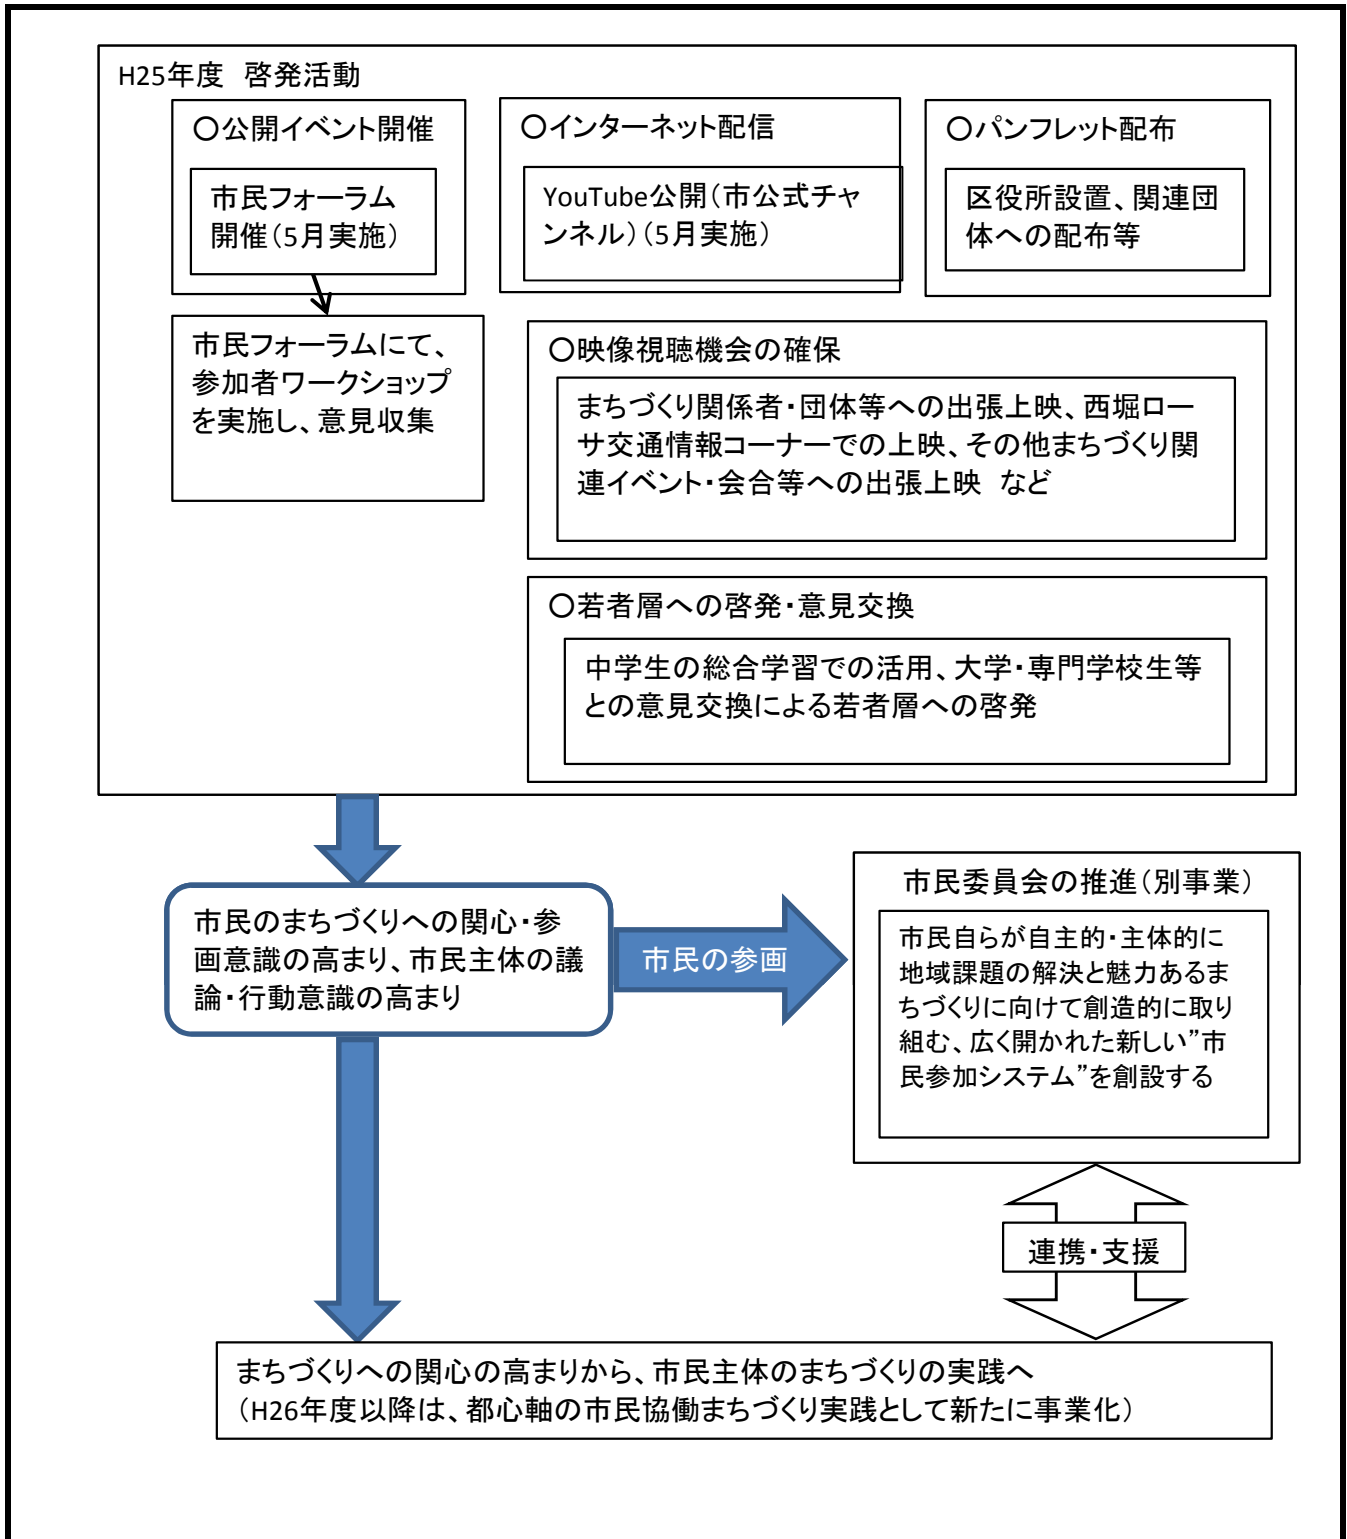 H25年度　啓発活動
〇公開イベント開催
市民フォーラム
開催（5月実施）
〇インターネット配信
YouTube公開（市公式チャ
ンネル）（5月実施）
〇パンフレット配布
区役所設置、関連団
体への配布等
市民フォーラムにて、
参加者ワークショップ
を実施し、意見収集
〇映像視聴機会の確保
まちづくり関係者・団体等への出張上映、西堀ロー
サ交通情報コーナーでの上映、その他まちづくり関
連イベント・会合等への出張上映　など
〇若者層への啓発・意見交換
中学生の総合学習での活用、大学・専門学校生等
との意見交換による若者層への啓発
市民のまちづくりへの関心・参
画意識の高まり、市民主体の議
論・行動意識の高まり
市民の参画
市民委員会の推進（別事業）
市民自らが自主的・主体的に
地域課題の解決と魅力あるま
ちづくりに向けて創造的に取り
組む、広く開かれた新しい”市
民参加システム”を創設する
連携・支援
まちづくりへの関心の高まりから、市民主体のまちづくりの実践へ
（H26年度以降は、都心軸の市民協働まちづくり実践として新たに事業化）